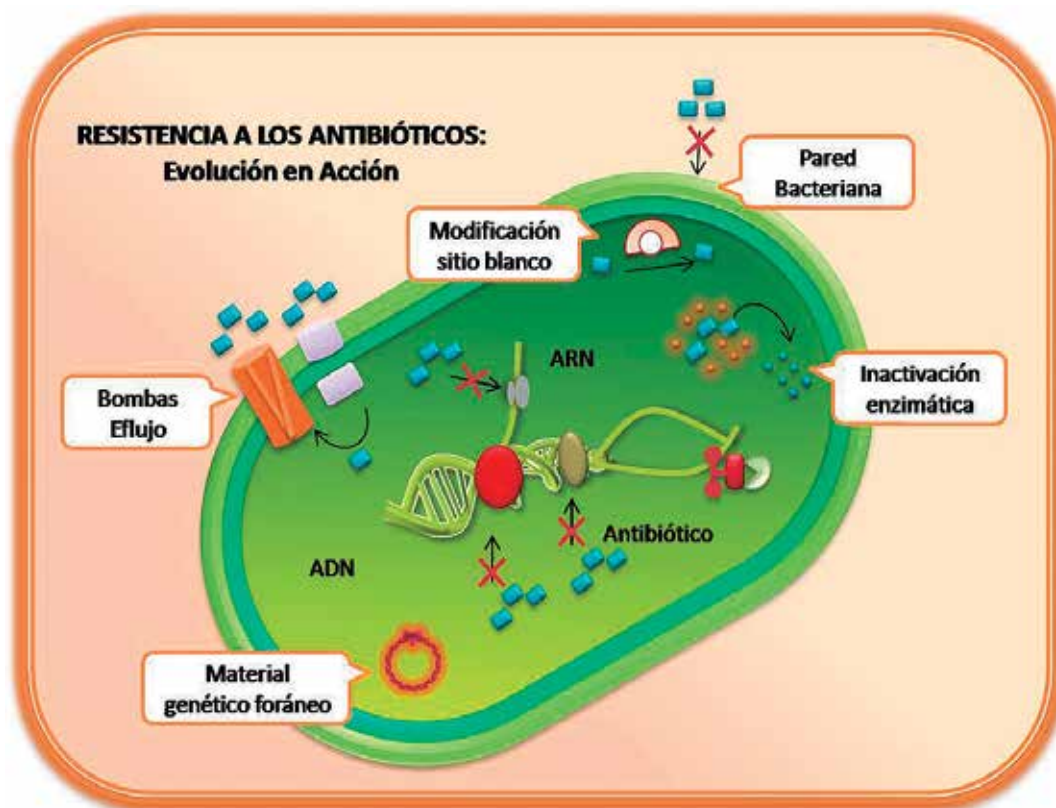 RESISTENCIA A LOS ANTIBIÓTICOS:
Evolución en Acción
Pared
Bacteriana
Modificación
sitio blanco
ARN
Inactivación
enzimática
Bombas
Eflujo
Antibiótico
ADN
Material
genético foráneo